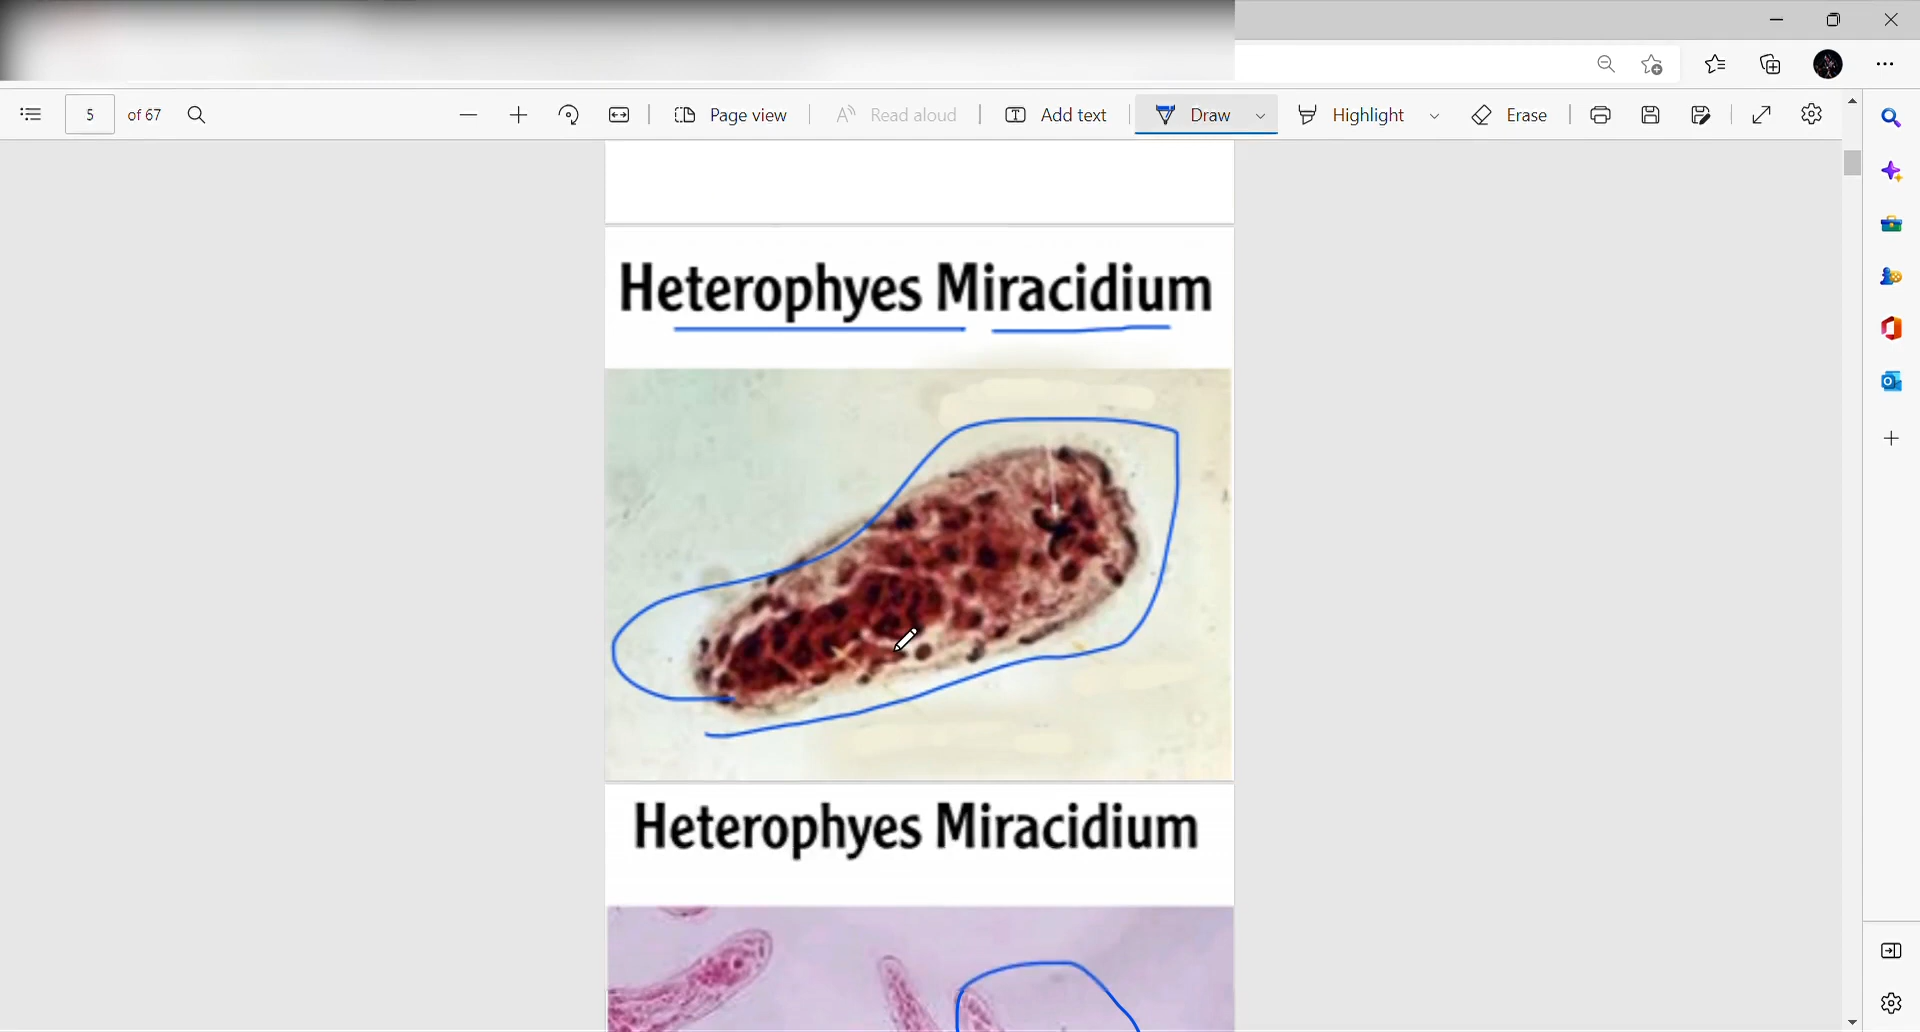 5 of 67 Page view Read aloud Add text Draw Highlight Erase
Heterophyes Miracidium
Heterophyes Miracidium